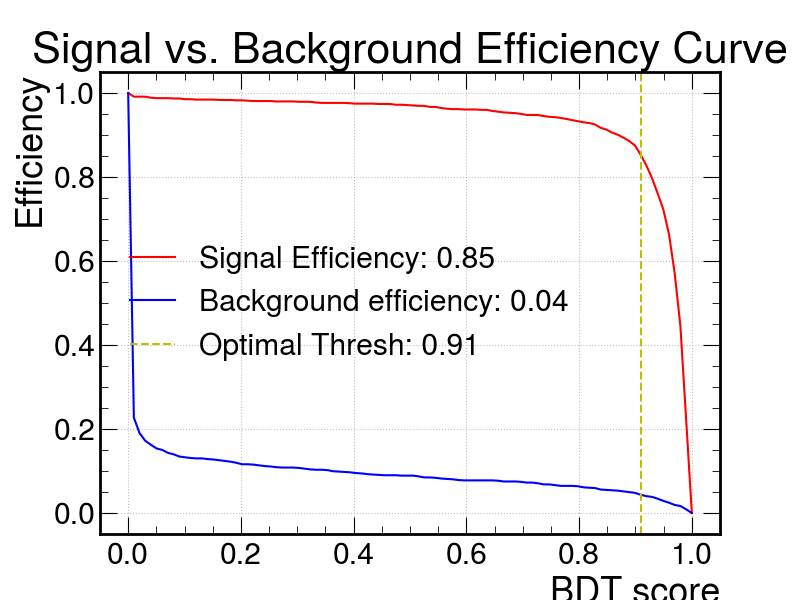 Signal vs. Background Efficiency Curve
Efficiency
1.0
0.8
0.6
0.4
0.2
0.0
Signal Efficiency: 0.85
Background efficiency: 0.04
Optimal Thresh: 0.91
0.0 0.2 0.4 0.6 0.8 1.0
BDT score